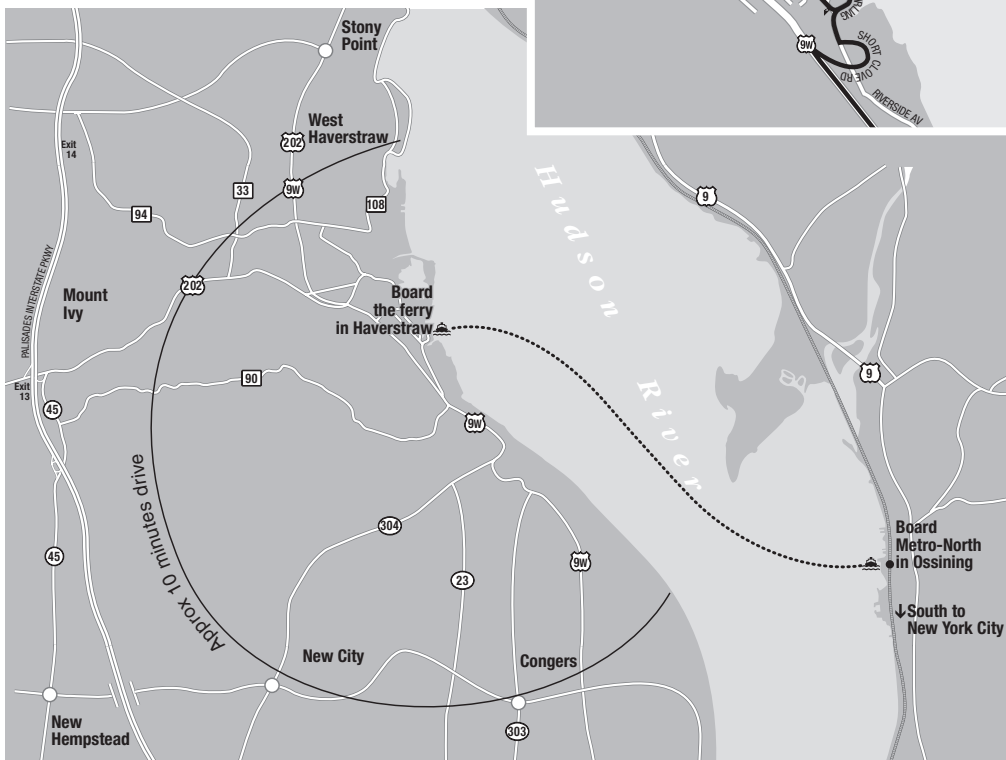 Stony
Point
West
Haverstraw
202
9W
33
108
94
Exit
14
PALISADES INTERSTATE PKWY
Mount
Ivy
202
Board
the ferry
in Haverstraw
Exit
13
45
90
9W
Approx 10 minutes drive
304
45
23
9W
New City
Congers
303
New
Hempstead
Hudson
River
9
9
Board
Metro-North
in Ossining
↓South to
New York City
9W
SHORT CLOVE RD
RIVERSIDE AV